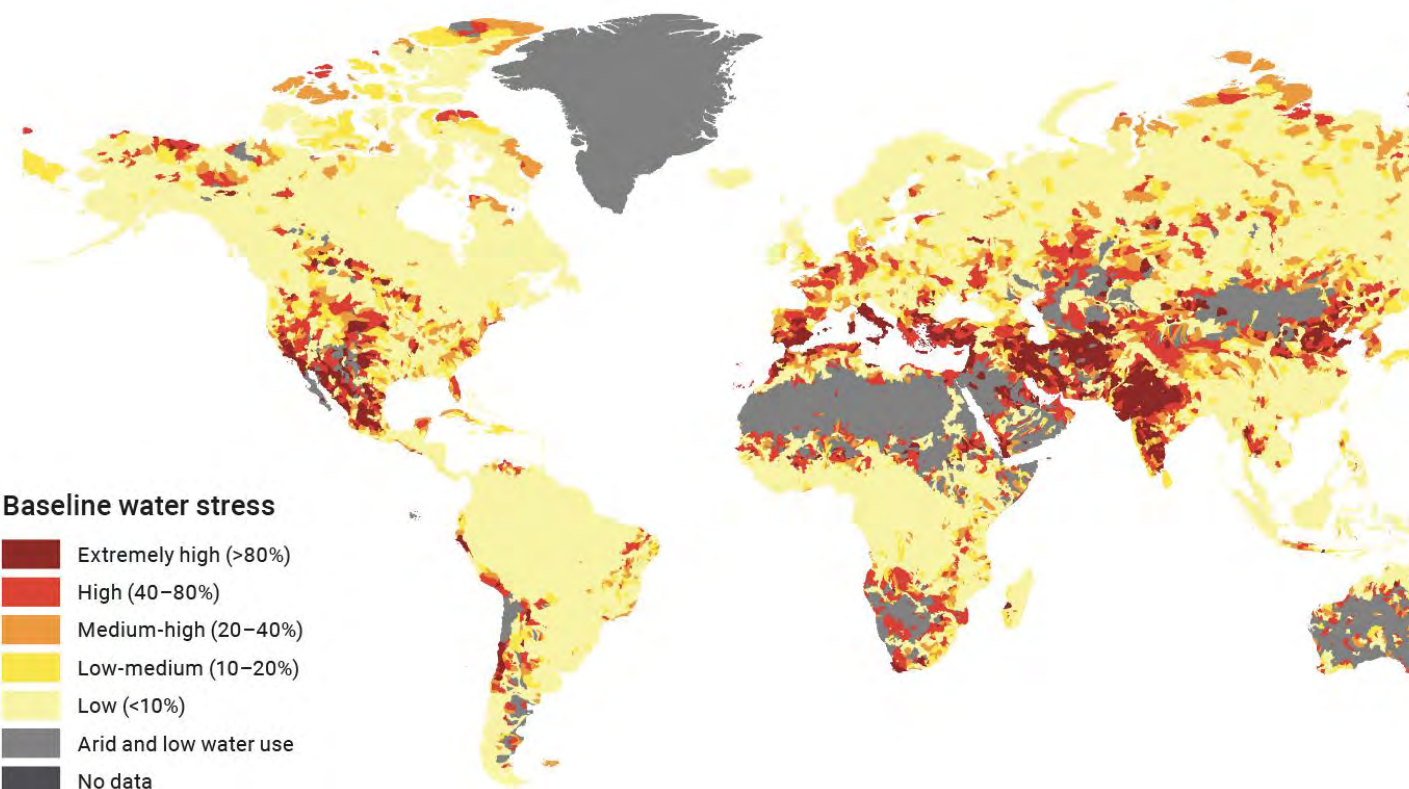 Baseline water stress
Extremely high (>80%)
High (40–80%)
Medium-high (20–40%)
Low-medium (10–20%)
Low (<10%)
Arid and low water use
No data